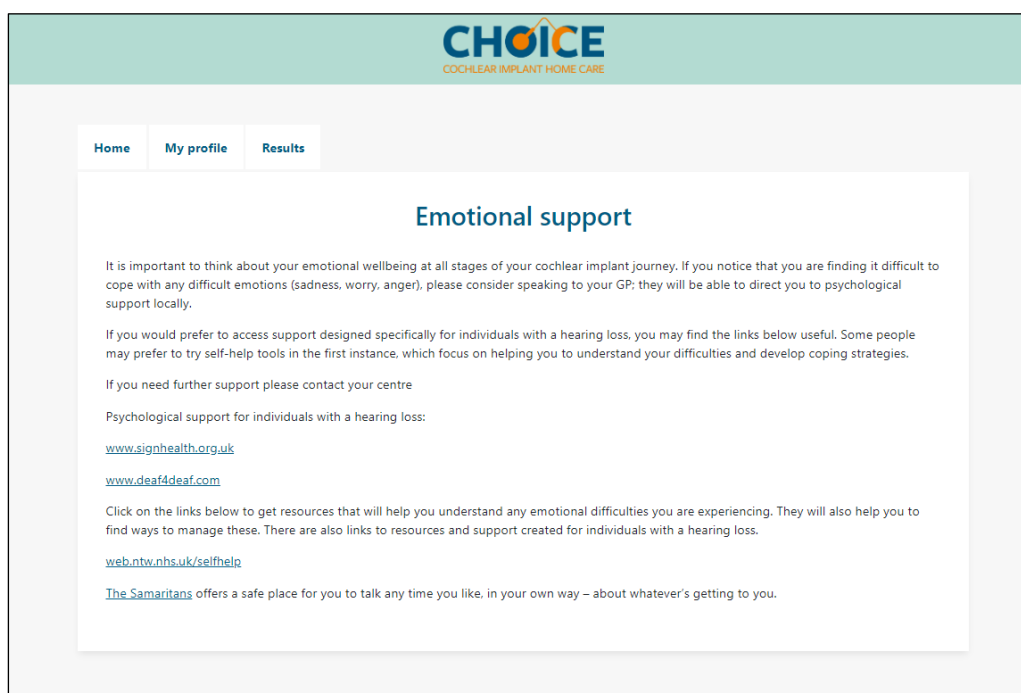 CHOICE
COCHLEAR IMPLANT HOME CARE
Home My profile Results
Emotional support
It is important to think about your emotional wellbeing at all stages of your cochlear implant journey. If you notice that you are finding it difficult to
cope with any difficult emotions (sadness, worry, anger), please consider speaking to your GP; they will be able to direct you to psychological
support locally.
If you would prefer to access support designed specifically for individuals with a hearing loss, you may find the links below useful. Some people
may prefer to try self-help tools in the first instance, which focus on helping you to understand your difficulties and develop coping strategies.
If you need further support please contact your centre
Psychological support for individuals with a hearing loss:
www.signhealth.org.uk
www.deaf4deaf.com
Click on the links below to get resources that will help you understand any emotional difficulties you are experiencing. They will also help you to
find ways to manage these. There are also links to resources and support created for individuals with a hearing loss.
web.ntw.nhs.uk/selfhelp
The Samaritans offers a safe place for you to talk any time you like, in your own way – about whatever's getting to you.